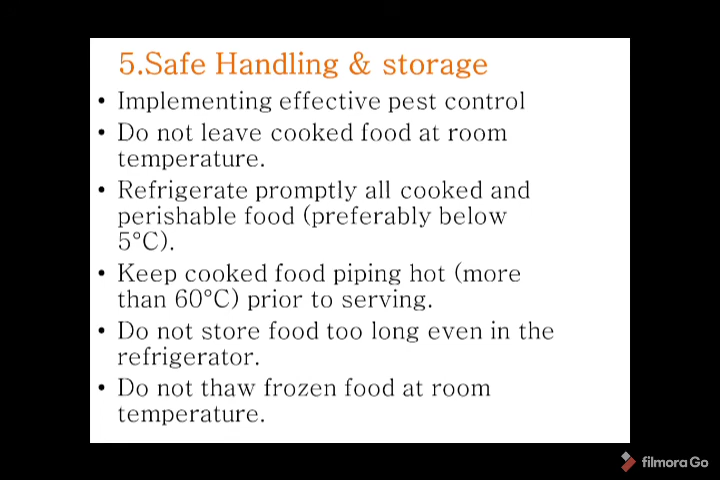 5.Safe Handling & storage
• Implementing effective pest control
• Do not leave cooked food at room
temperature.
• Refrigerate promptly all cooked and
perishable food (preferably below
5°C).
• Keep cooked food piping hot (more
than 60°C) prior to serving.
• Do not store food too long even in the
refrigerator.
• Do not thaw frozen food at room
temperature.
filmora Go